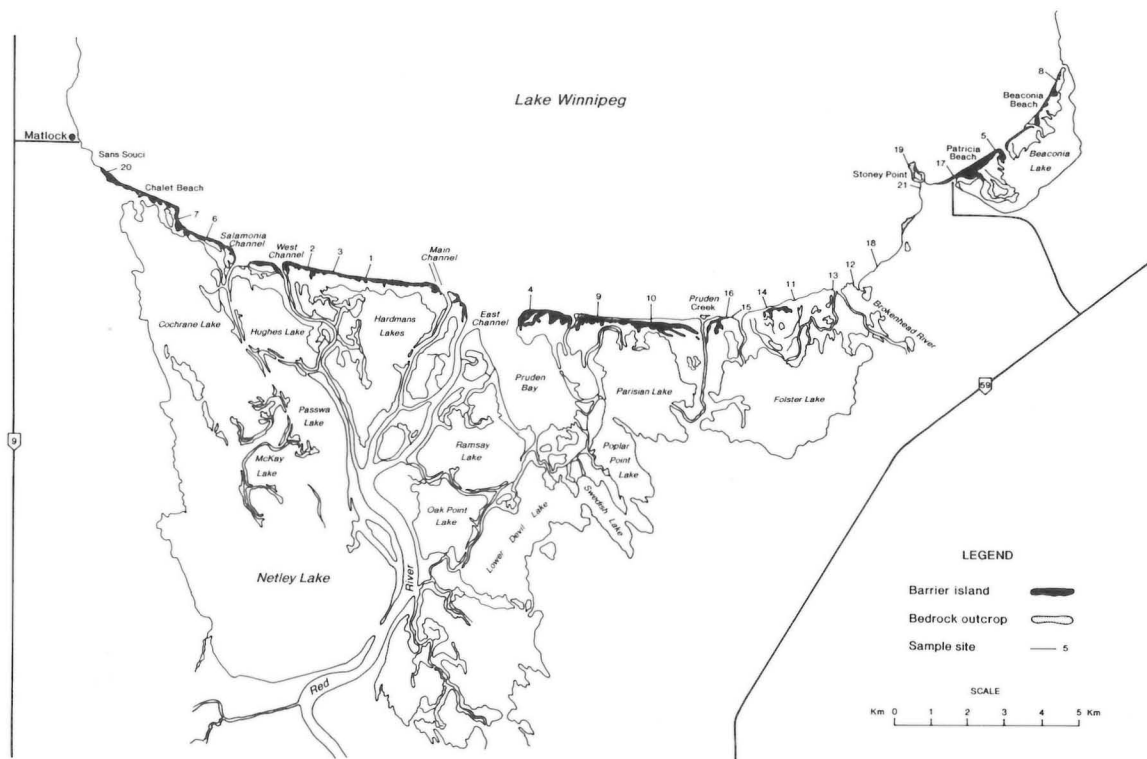 Lake Winnipeg
8
Beaconia
Beach
Matlock
5
Sans Souci
20
19
Patricia
Beach
Beaconia
Lake
Stoney Point
17
21
Chalet Beach
7
6
Salamonia
Channel
West
Channel
2
3
1
Main
Channel
18
12
13
11
14
15
16
Pruden
Creek
4
9
10
East
Channel
Brokenhead River
Cochrane Lake
Hughes Lake
Hardmans
Lakes
Pruden
Bay
Parisian Lake
Folster Lake
59
Passwa
Lake
9
McKay
Lake
Ramsay
Lake
Poplar
Point
Lake
Swedish Lake
Oak Point
Lake
Lower Devil Lake
Netley Lake
River
Red
LEGEND
Barrier island
Bedrock outcrop
Sample site 5
SCALE
Km 0 1 2 3 4 5 Km